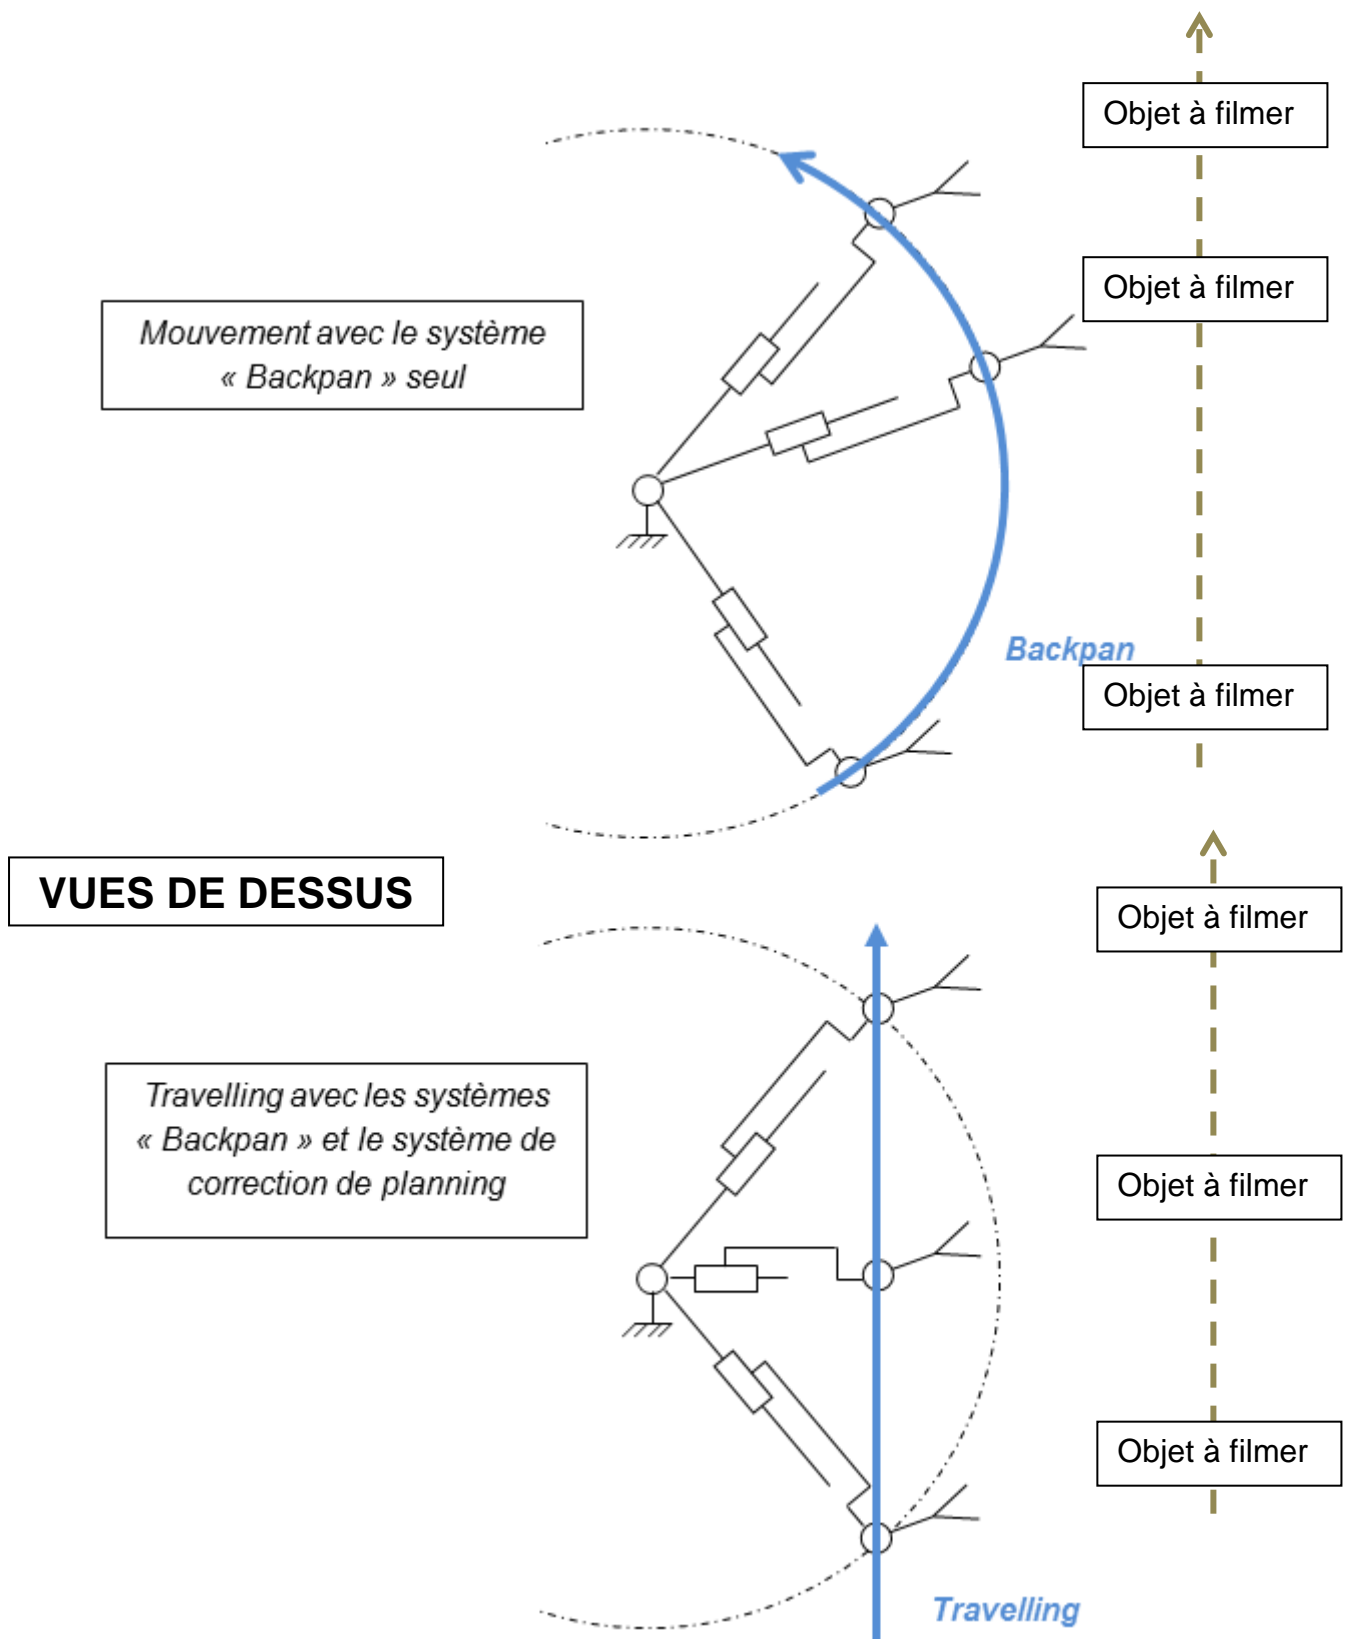 Objet à filmer
Objet à filmer
Mouvement avec le système
« Backpan » seul
Backpan
Objet à filmer
VUES DE DESSUS
Objet à filmer
Travelling avec les systèmes
« Backpan » et le système de
correction de planning
Objet à filmer
Objet à filmer
Travelling